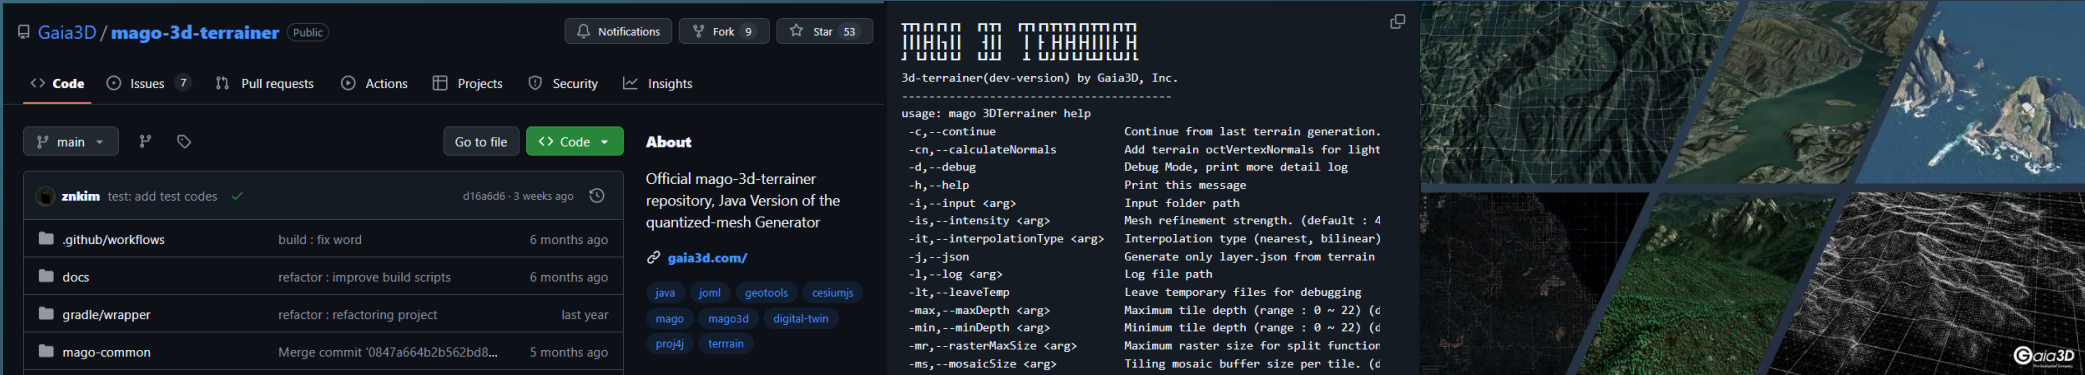 Gaia3D / mago-3d-terrainer Public
Notifications
Fork 9
Star 53
Code
Issues 7
Pull requests
Actions
Projects
Security
Insights
main
Go to file
Code
znkim test: add test codes d16a6d6 · 3 weeks ago
.github/workflows build : fix word 6 months ago
docs refactor : improve build scripts 6 months ago
gradle/wrapper refactor : refactoring project last year
mago-common Merge commit '0847a664b2b562bd8... 5 months ago
About
Official mago-3d-terrainer
repository, Java Version of the
quantized-mesh Generator
gaia3d.com/
java joml geotools cesiumjs
mago mago3d digital-twin
proj4j terrrain
MAGO 3D TERRAINER
3d-terrainer(dev-version) by Gaia3D, Inc.
----------------------------------------
usage: mago 3DTerrainer help
-c,--continue Continue from last terrain generation.
-cn,--calculateNormals Add terrain octVertexNormals for light
-d,--debug Debug Mode, print more detail log
-h,--help Print this message
-i,--input <arg> Input folder path
-is,--intensity <arg> Mesh refinement strength. (default : 4
-it,--interpolationType <arg> Interpolation type (nearest, bilinear)
-j,--json Generate only layer.json from terrain
-l,--log <arg> Log file path
-lt,--leaveTemp Leave temporary files for debugging
-max,--maxDepth <arg> Maximum tile depth (range : 0 ~ 22) (d
-min,--minDepth <arg> Minimum tile depth (range : 0 ~ 22) (d
-mr,--rasterMaxSize <arg> Maximum raster size for split function
-ms,--mosaicSize <arg> Tiling mosaic buffer size per tile. (d
Gaia3D
The Geospatial Company